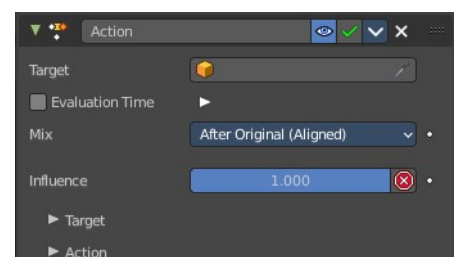 Action
Target
Evaluation Time
Mix After Original (Aligned)
Influence 1.000
Target
Action